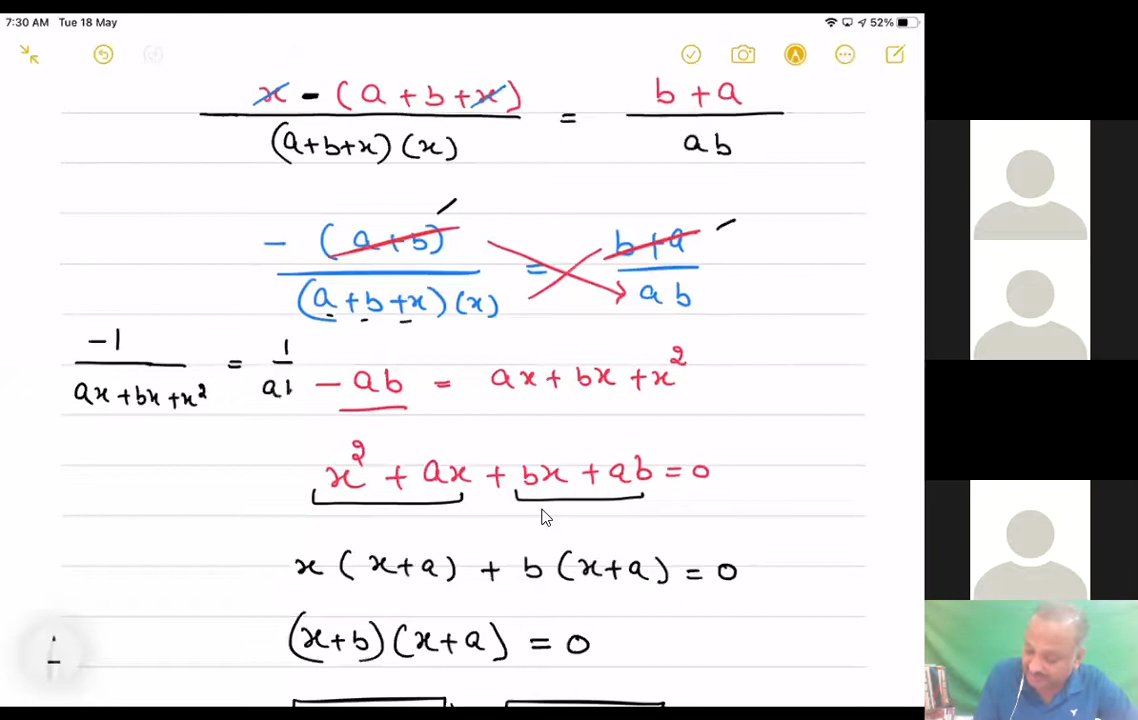 7:30 AM Tue 18 May 52%
x - (a + b + x) / (a+b+x) (x) = b + a / ab
- (a + b) / (a + b + x) (x) = b + a / ab
-1 / ax + bx + x² = 1 / ab
- ab = ax + bx + x²
x² + ax + bx + ab = 0
x (x+a) + b (x+a) = 0
(x+b) (x+a) = 0